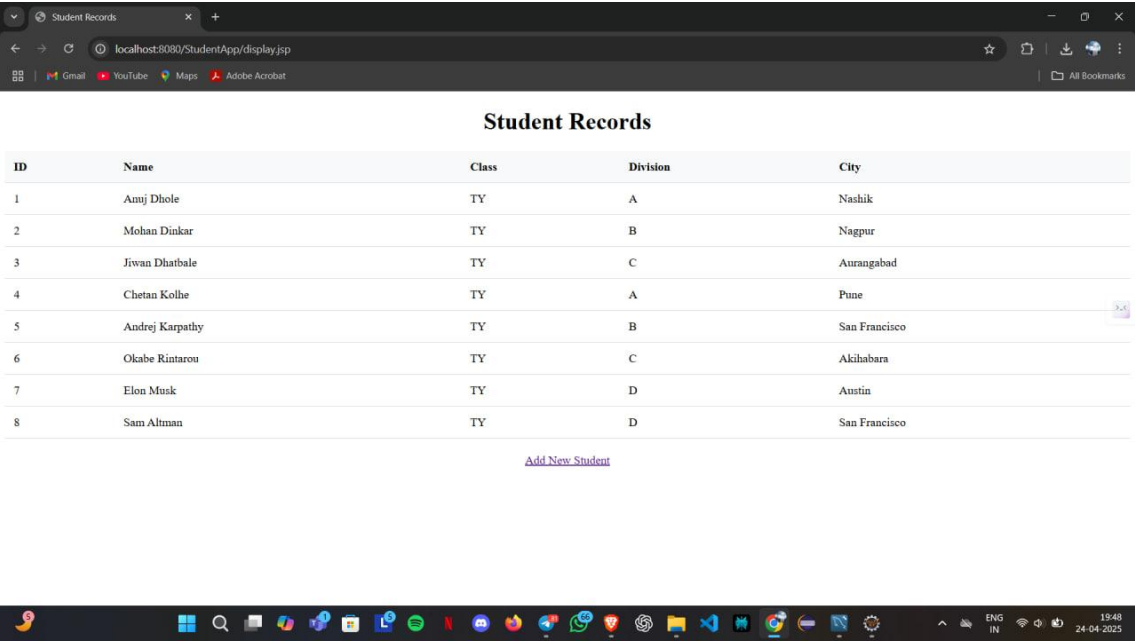 Student Records
localhost:8080/StudentApp/display.jsp
Gmail YouTube Maps Adobe Acrobat All Bookmarks
Student Records
ID Name Class Division City
1 Anuj Dhole TY A Nashik
2 Mohan Dinkar TY B Nagpur
3 Jiwan Dhatbale TY C Aurangabad
4 Chetan Kolhe TY A Pune
5 Andrej Karpathy TY B San Francisco
6 Okabe Rintarou TY C Akihabara
7 Elon Musk TY D Austin
8 Sam Altman TY D San Francisco
Add New Student
ENG 19:48
IN 24-04-2025